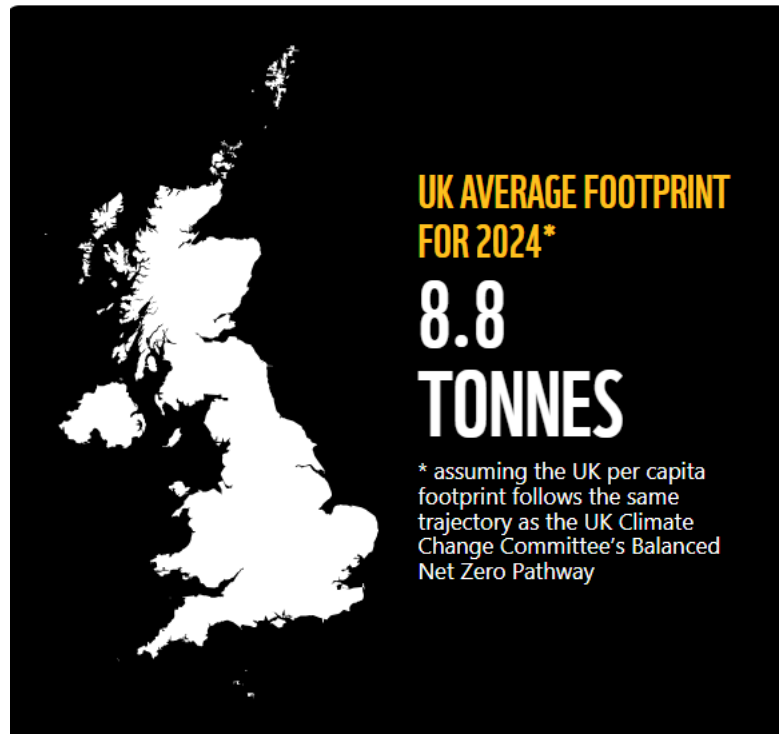 UK AVERAGE FOOTPRINT
FOR 2024*
8.8
TONNES
* assuming the UK per capita
footprint follows the same
trajectory as the UK Climate
Change Committee’s Balanced
Net Zero Pathway